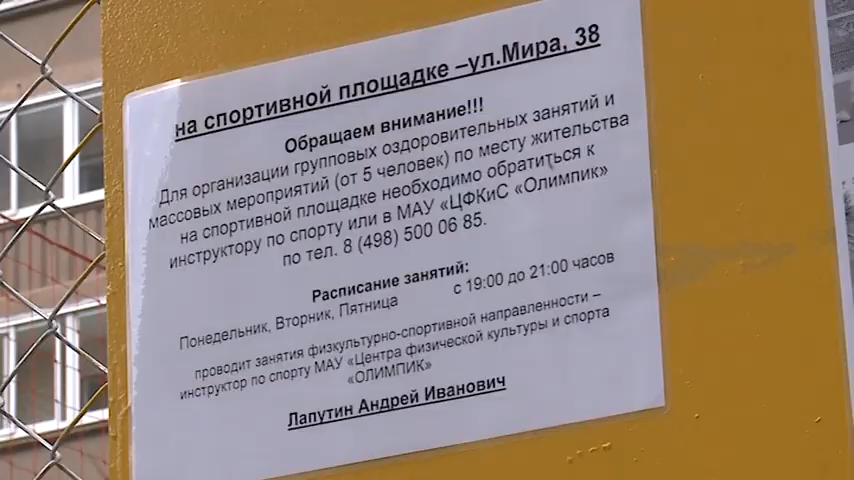 на спортивной площадке –ул.Мира, 38
Обращаем внимание!!!
Для организации групповых оздоровительных занятий и
массовых мероприятий (от 5 человек) по месту жительства
на спортивной площадке необходимо обратиться к
инструктору по спорту или в МАУ «ЦФКиС «Олимпик»
по тел. 8 (498) 500 06 85.
Расписание занятий:
Понедельник, Вторник, Пятница с 19:00 до 21:00 часов
проводит занятия физкультурно-спортивной направленности –
инструктор по спорту МАУ «Центра физической культуры и спорта
«ОЛИМПИК»
Лапутин Андрей Иванович